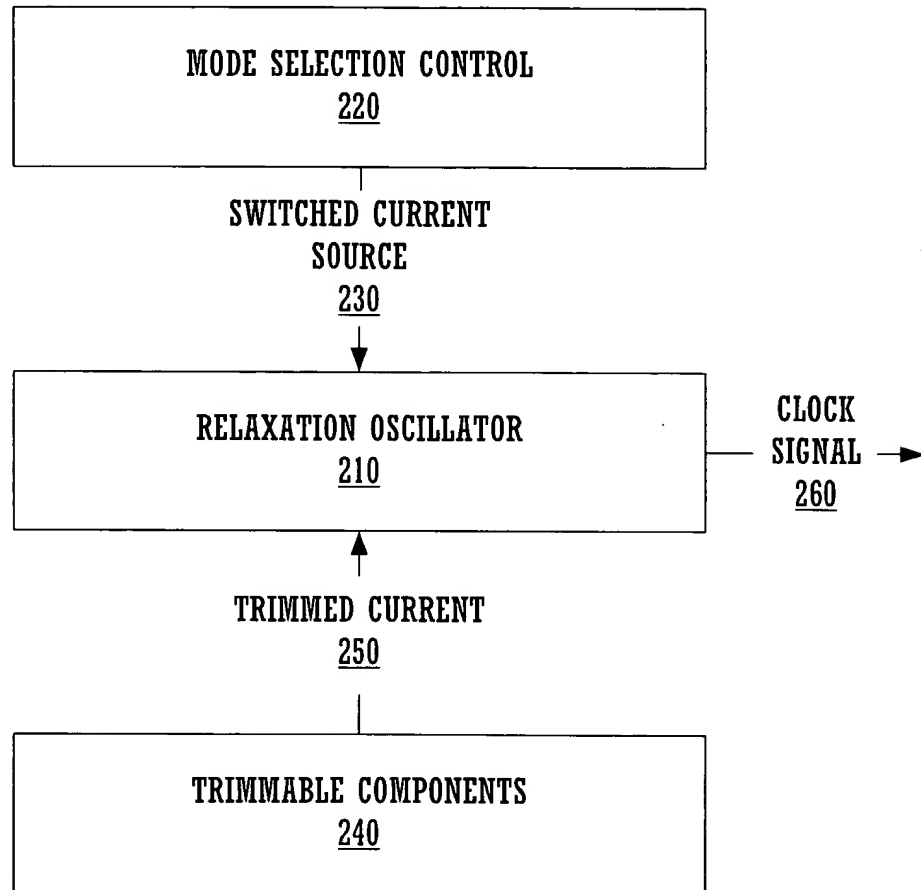 MODE SELECTION CONTROL
220
SWITCHED CURRENT
SOURCE
230
RELAXATION OSCILLATOR
210
CLOCK
SIGNAL
260
TRIMMED CURRENT
250
TRIMMABLE COMPONENTS
240